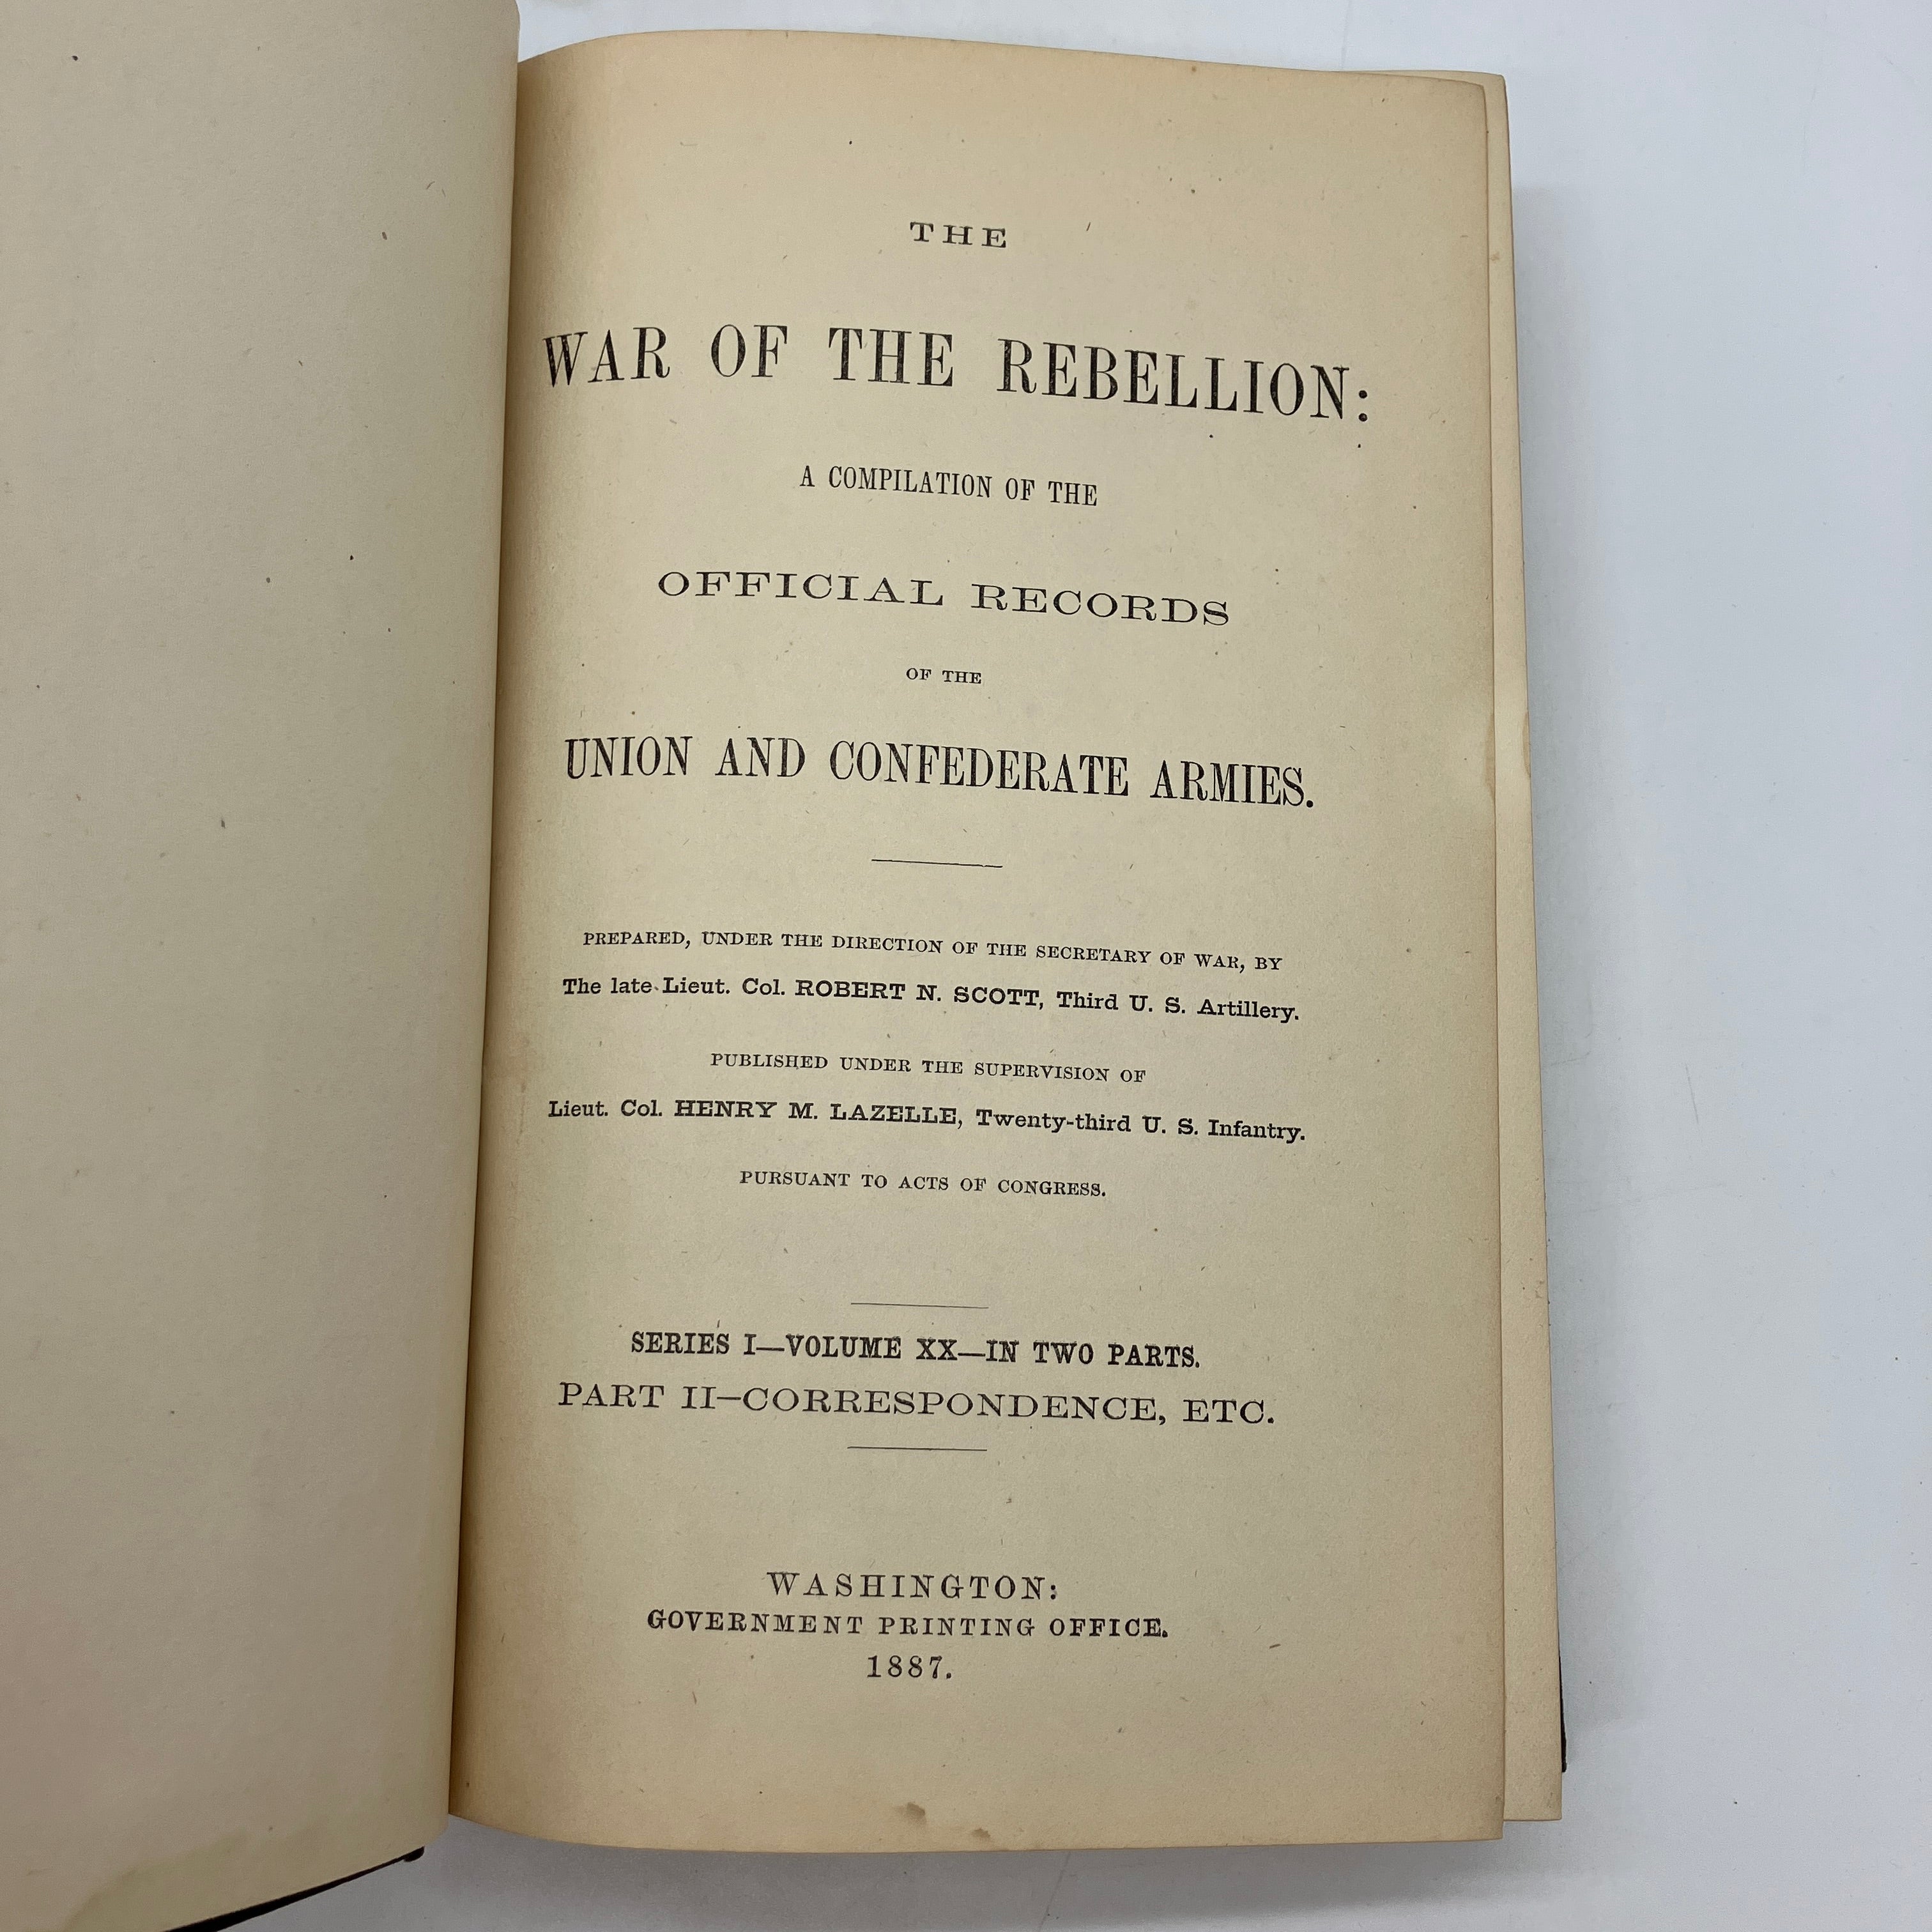 THE
WAR OF THE REBELLION:
A COMPILATION OF THE
OFFICIAL RECORDS
OF THE
UNION AND CONFEDERATE ARMIES.
PREPARED, UNDER THE DIRECTION OF THE SECRETARY OF WAR, BY
The late Lieut. Col. ROBERT N. SCOTT, Third U. S. Artillery.
PUBLISHED UNDER THE SUPERVISION OF
Lieut. Col. HENRY M. LAZELLE, Twenty-third U. S. Infantry.
PURSUANT TO ACTS OF CONGRESS.
SERIES I—VOLUME XX—IN TWO PARTS.
PART II—CORRESPONDENCE, ETC.
WASHINGTON:
GOVERNMENT PRINTING OFFICE.
1887.